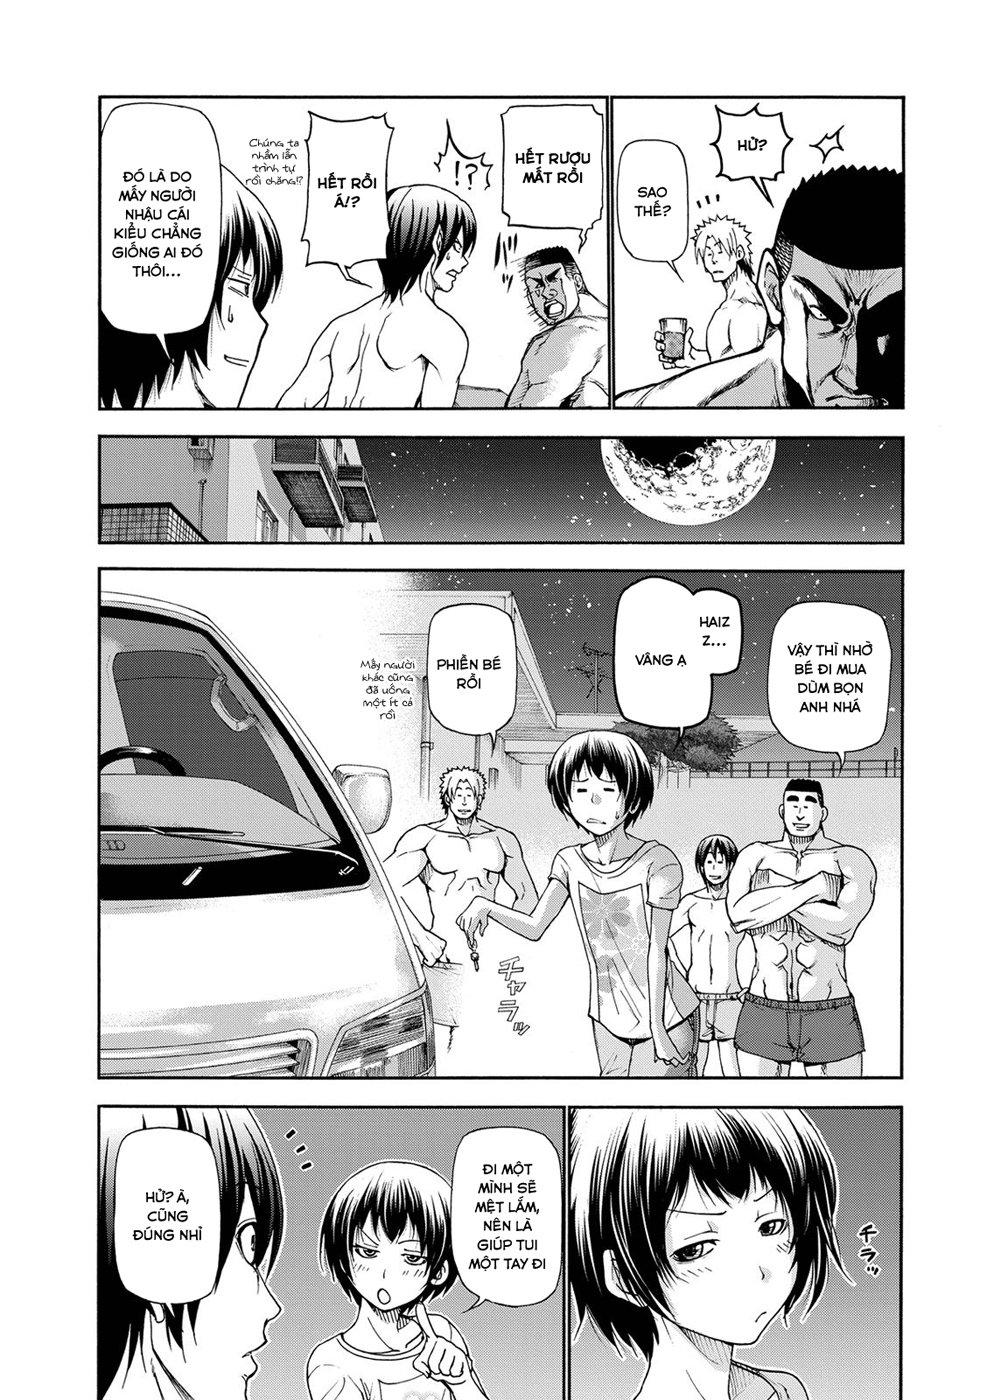 HỬ?
SAO
THẾ?
HẾT RƯỢU
MẤT RỒI
!?
HẾT RỒI
Á!?
Chúng ta
nhầm lẫn
trình tự
rồi chăng!?
ĐÓ LÀ DO
MẤY NGƯỜI
NHẬU CÁI
KIỂU CHẲNG
GIỐNG AI ĐÓ
THÔI...
VẬY THÌ NHỜ
BÉ ĐI MUA
DÙM BỌN
ANH NHÁ
HAIZ
Z...
VÂNG Ạ
PHIỀN BÉ
RỒI
Mấy người
khác cũng
đã uống
một ít cả
rồi
チャラッ
チラッ
ĐI MỘT
MÌNH SẼ
MỆT LẮM,
NÊN LÀ
GIÚP TUI
MỘT TAY ĐI
HỬ? À,
CŨNG
ĐÚNG NHỈ